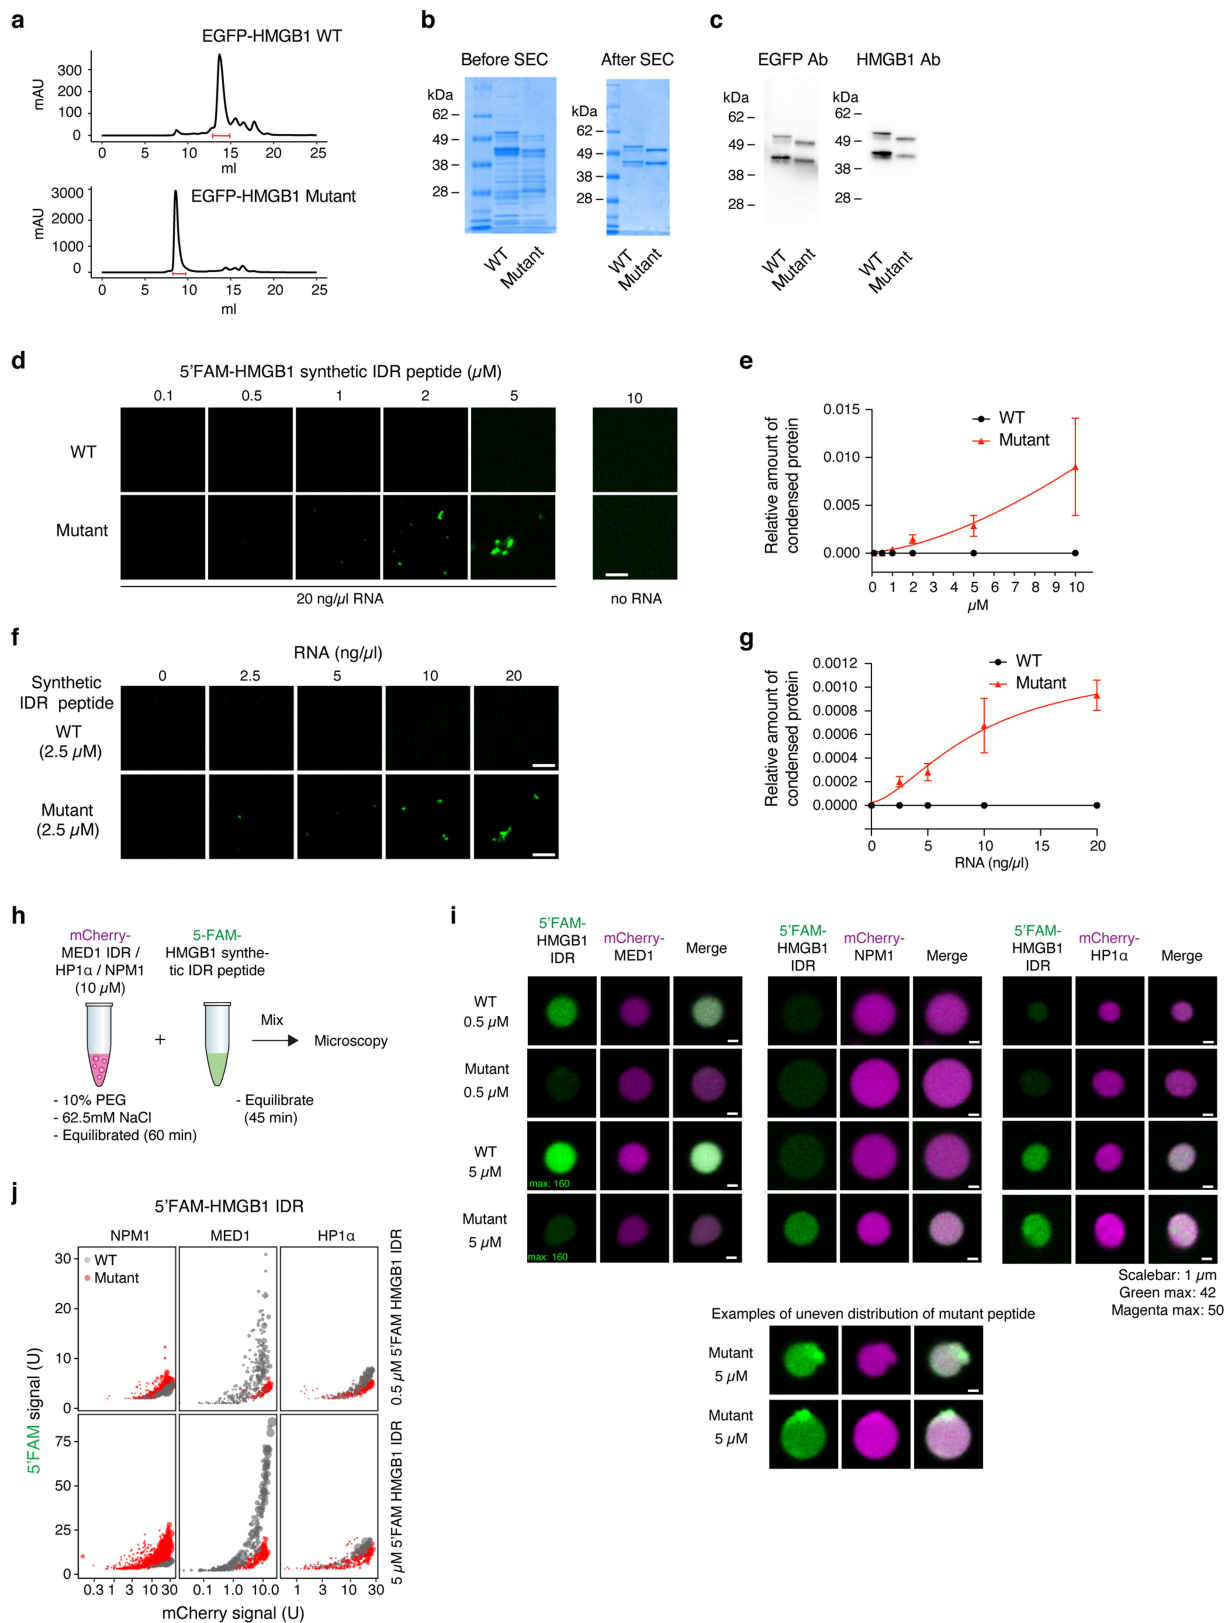 a
EGFP-HMGB1 WT
mAU
300
200
100
0
0 5 10 15 20 25
ml
EGFP-HMGB1 Mutant
mAU
3000
2000
1000
0
0 5 10 15 20 25
ml
b
Before SEC
After SEC
kDa
62
49
38
28
WT
Mutant
kDa
62
49
38
28
WT
Mutant
c
EGFP Ab
HMGB1 Ab
kDa
62
49
38
28
WT
Mutant
kDa
62
49
38
28
WT
Mutant
d
5'FAM-HMGB1 synthetic IDR peptide (µM)
0.1 0.5 1 2 5 10
WT
Mutant
20 ng/µl RNA
no RNA
e
Relative amount of
condensed protein
0.015
0.010
0.005
0.000
WT
Mutant
0 1 2 3 4 5 6 7 8 9 10
µM
f
RNA (ng/µl)
Synthetic
IDR peptide
0 2.5 5 10 20
WT
(2.5 µM)
Mutant
(2.5 µM)
g
Relative amount of
condensed protein
0.0012
0.0010
0.0008
0.0006
0.0004
0.0002
0.0000
WT
Mutant
0 5 10 15 20
RNA (ng/µl)
h
mCherry-
MED1 IDR /
HP1α / NPM1
(10 µM)
5-FAM-
HMGB1 synthe-
tic IDR peptide
+
Mix
Microscopy
- 10% PEG
- 62.5mM NaCl
- Equilibrated (60 min)
- Equilibrate
(45 min)
i
5'FAM-
HMGB1
IDR
mCherry-
MED1
Merge
5'FAM-
HMGB1
IDR
mCherry-
NPM1
Merge
5'FAM-
HMGB1
IDR
mCherry-
HP1α
Merge
WT
0.5 µM
Mutant
0.5 µM
WT
5 µM
max: 160
Mutant
5 µM
max: 160
Scalebar: 1 µm
Green max: 42
Magenta max: 50
Examples of uneven distribution of mutant peptide
Mutant
5 µM
Mutant
5 µM
j
5'FAM-HMGB1 IDR
NPM1 MED1 HP1α
WT
Mutant
5'FAM signal (U)
30
20
10
0
0.5 µM 5'FAM HMGB1 IDR
75
50
25
0
5 µM 5'FAM HMGB1 IDR
0.3 1 3 10 30 0.1 1.0 10.0 1 3 10 30
mCherry signal (U)